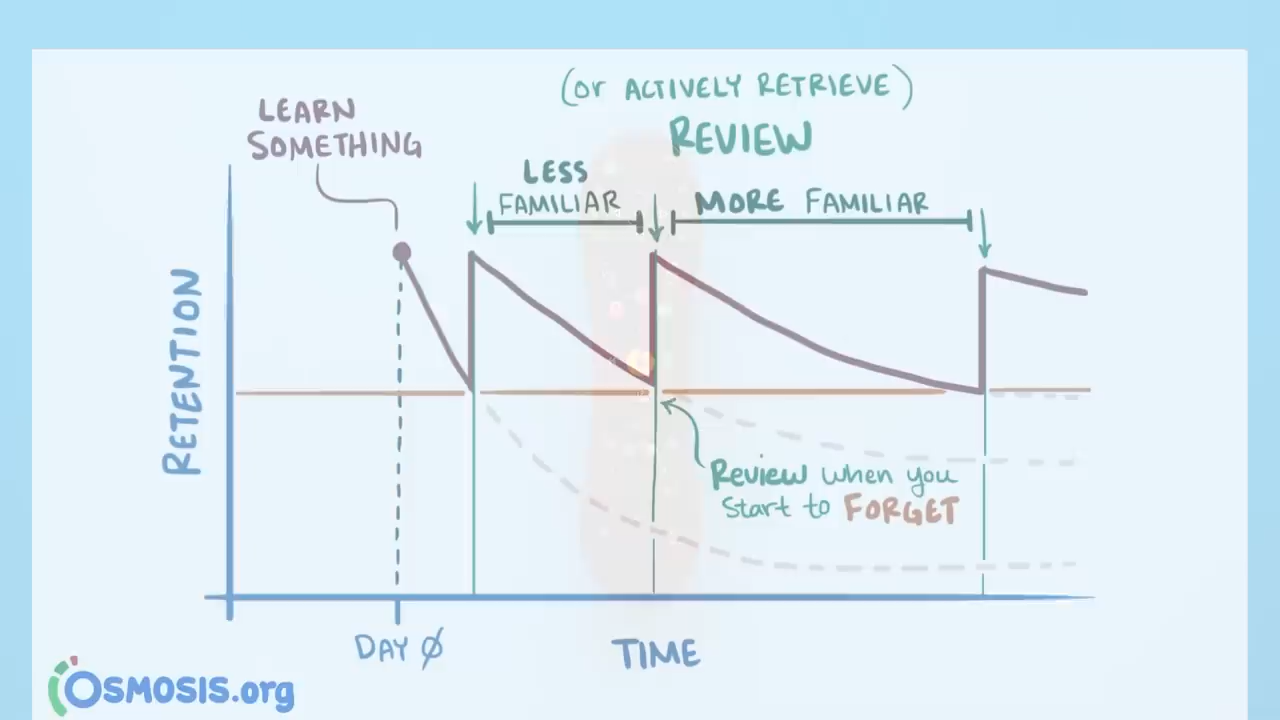 (or ACTIVELY RETRIEVE)
REVIEW
LEARN
SOMETHING
LESS
FAMILIAR
MORE FAMILIAR
RETENTION
Review when you
start to FORGET
DAY 0
TIME
OSMOSIS.org